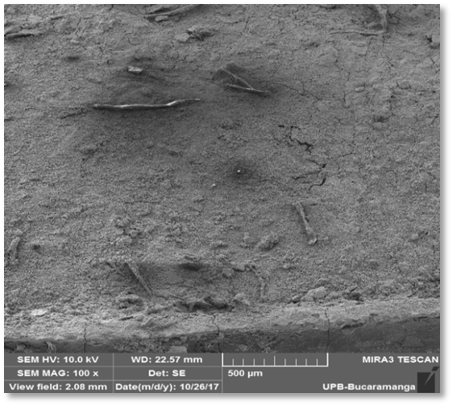 SEM HV: 10.0 kV WD: 22.57 mm MIRA3 TESCAN
SEM MAG: 100 x Det: SE 500 µm
View field: 2.08 mm Date(m/d/y): 10/26/17 UPB-Bucaramanga